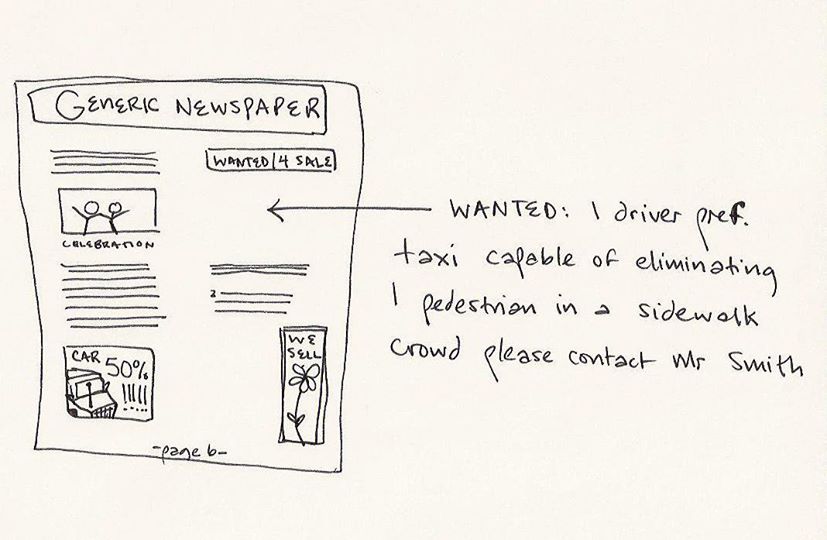 GENERIC NEWSPAPER
WANTED/4 SALE
CELEBRATION
CAR 50%
WE
SELL
-page 6-
WANTED: 1 driver pref.
taxi capable of eliminating
1 pedestrian in a sidewalk
crowd please contact Mr Smith